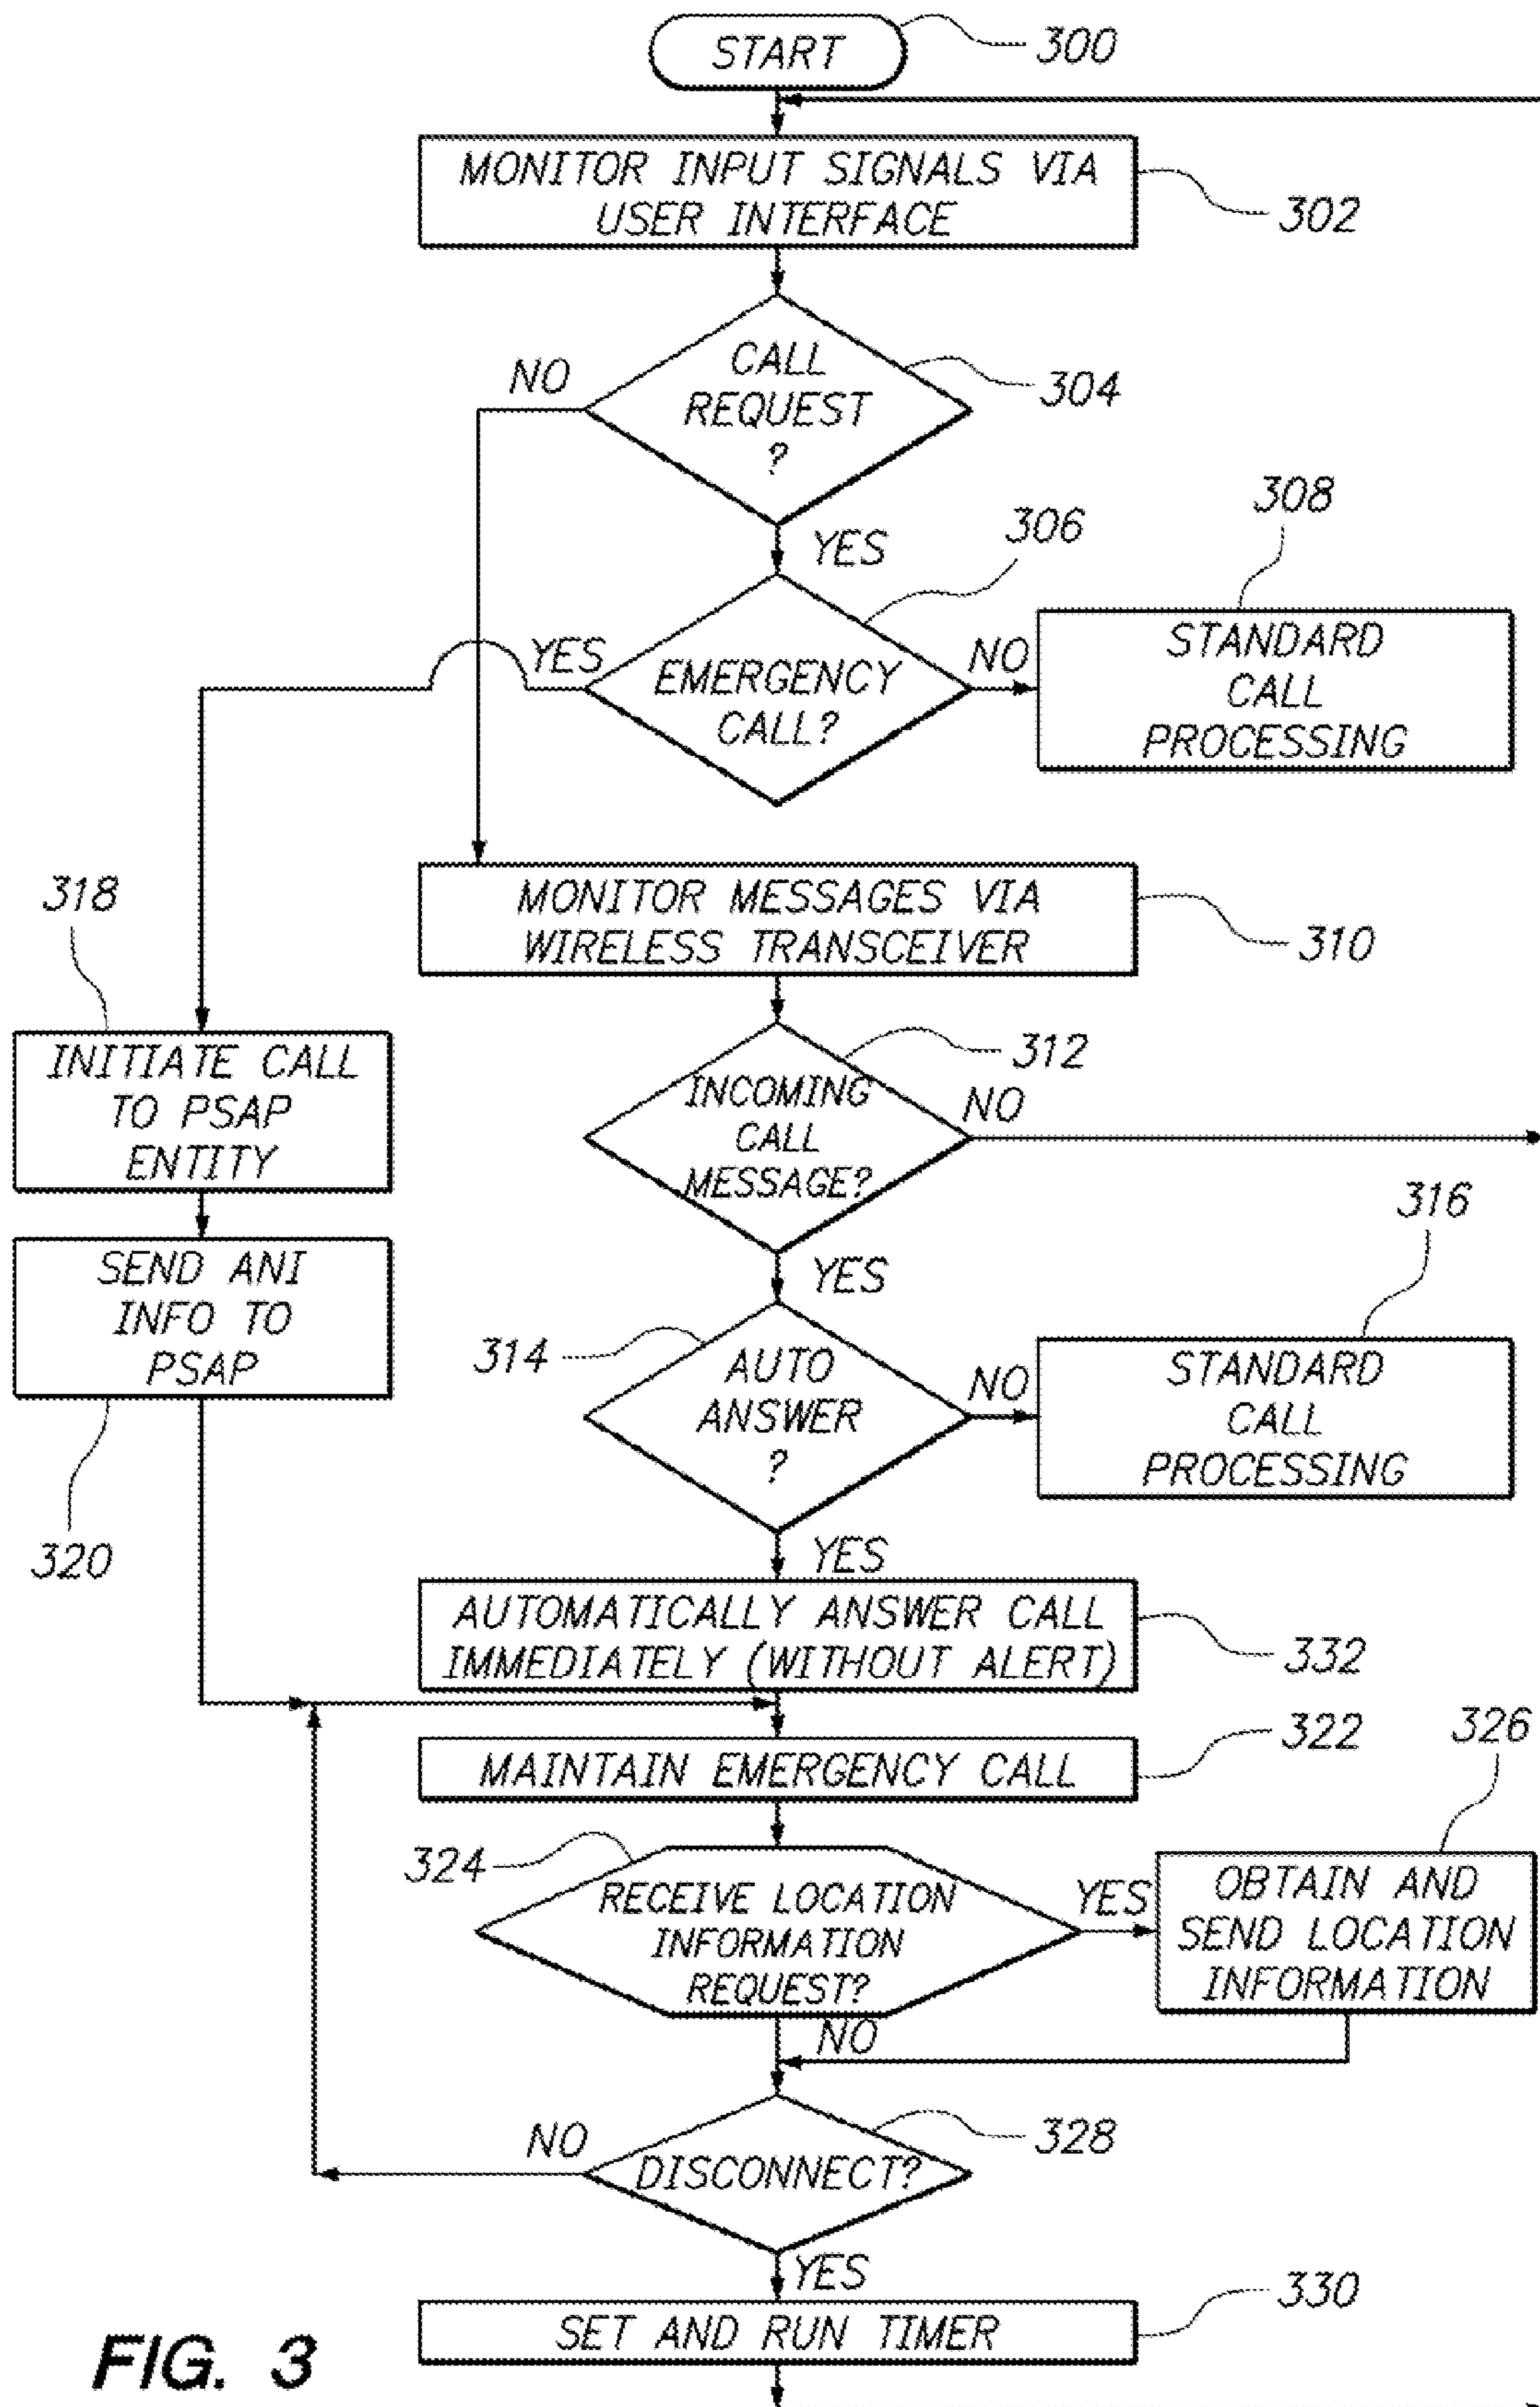 START
300
MONITOR INPUT SIGNALS VIA
USER INTERFACE
302
CALL
REQUEST
?
304
NO
YES
306
308
EMERGENCY
CALL?
YES
NO
STANDARD
CALL
PROCESSING
MONITOR MESSAGES VIA
WIRELESS TRANSCEIVER
310
318
INITIATE CALL
TO PSAP
ENTITY
INCOMING
CALL
MESSAGE?
312
NO
YES
SEND ANI
INFO TO
PSAP
320
314
AUTO
ANSWER
?
NO
316
STANDARD
CALL
PROCESSING
YES
AUTOMATICALLY ANSWER CALL
IMMEDIATELY (WITHOUT ALERT)
332
MAINTAIN EMERGENCY CALL
322
324
RECEIVE LOCATION
INFORMATION
REQUEST?
YES
326
OBTAIN AND
SEND LOCATION
INFORMATION
NO
DISCONNECT?
328
NO
YES
SET AND RUN TIMER
330
FIG. 3